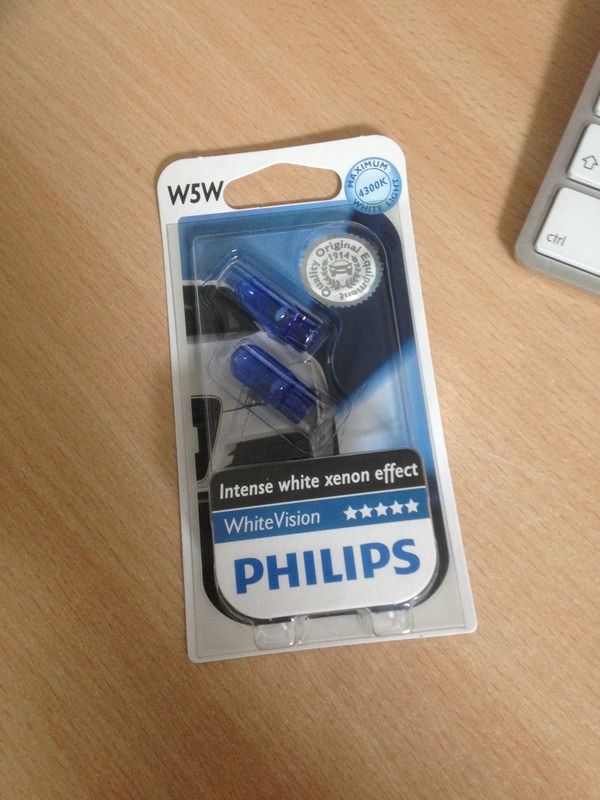 W5W
MAXIMUM
4300K
WHITE LIGHT
Quality Original Equipment
1914
Intense white xenon effect
WhiteVision
PHILIPS
ctrl